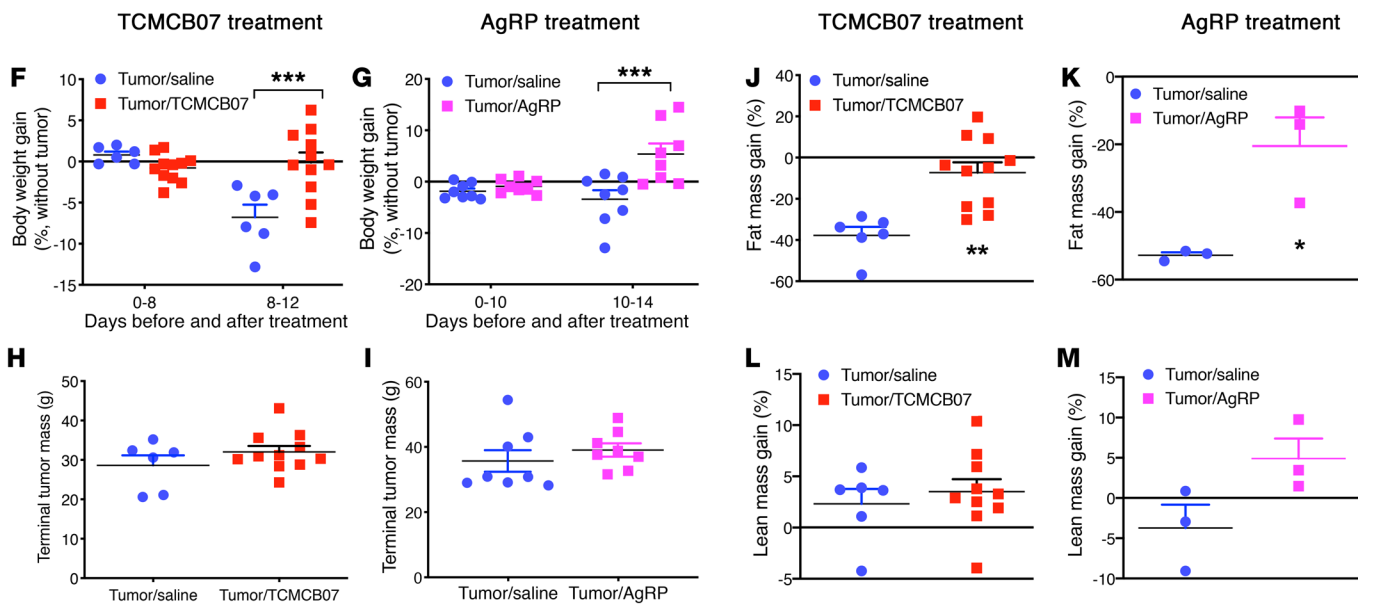 TCMCB07 treatment
AgRP treatment
TCMCB07 treatment
AgRP treatment
F
Tumor/saline
Tumor/TCMCB07
***
Body weight gain
(%, without tumor)
10
5
0
-5
-10
-15
0-8
8-12
Days before and after treatment
G
Tumor/saline
Tumor/AgRP
***
Body weight gain
(%, without tumor)
20
10
0
-10
-20
0-10
10-14
Days before and after treatment
J
Tumor/saline
Tumor/TCMCB07
Fat mass gain (%)
40
20
0
-20
-40
-60
**
K
Tumor/saline
Tumor/AgRP
Fat mass gain (%)
0
-20
-40
-60
*
H
Terminal tumor mass (g)
50
40
30
20
10
0
Tumor/saline
Tumor/TCMCB07
I
Terminal tumor mass (g)
60
40
20
0
Tumor/saline
Tumor/AgRP
L
Tumor/saline
Tumor/TCMCB07
Lean mass gain (%)
15
10
5
0
-5
M
Tumor/saline
Tumor/AgRP
Lean mass gain (%)
15
10
5
0
-5
-10